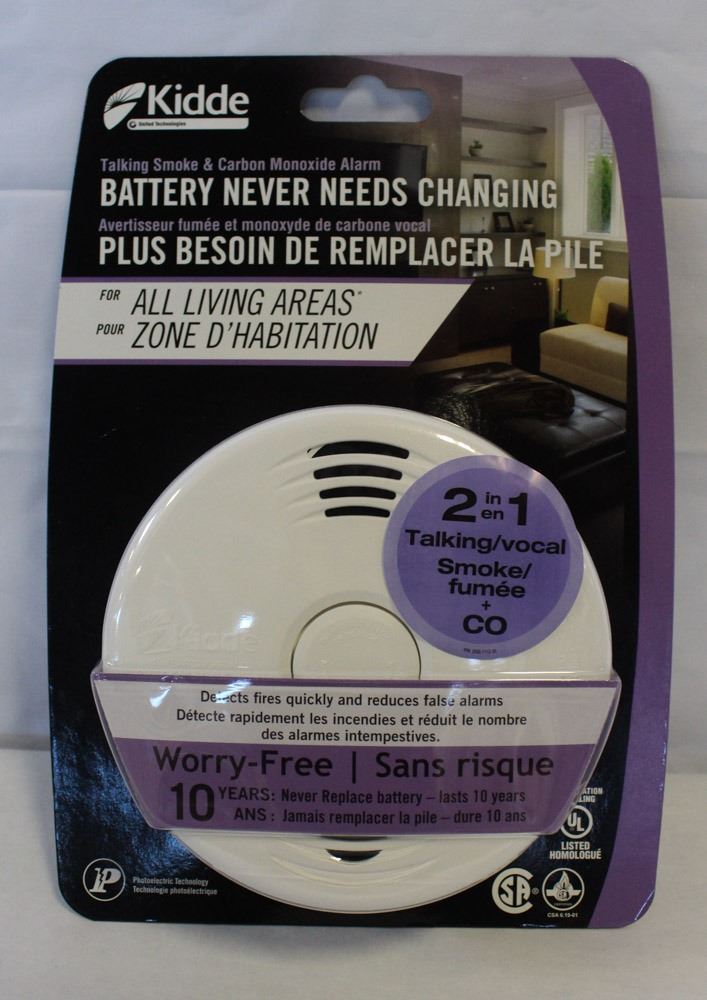 Kidde
United Technologies
Talking Smoke & Carbon Monoxide Alarm
BATTERY NEVER NEEDS CHANGING
Avertisseur fumée et monoxyde de carbone vocal
PLUS BESOIN DE REMPLACER LA PILE
FOR ALL LIVING AREAS*
POUR ZONE D'HABITATION
2 in en 1
Talking/vocal
Smoke/
fumée
+
CO
Kidde
Detects fires quickly and reduces false alarms
Détecte rapidement les incendies et réduit le nombre
des alarmes intempestives.
Worry-Free | Sans risque
10 YEARS: Never Replace battery – lasts 10 years
ANS : Jamais remplacer la pile – dure 10 ans
UL
LISTED
HOMOLOGUÉ
P
Photoelectric Technology
Technologie photoélectrique
SA
CSA 6.19-01